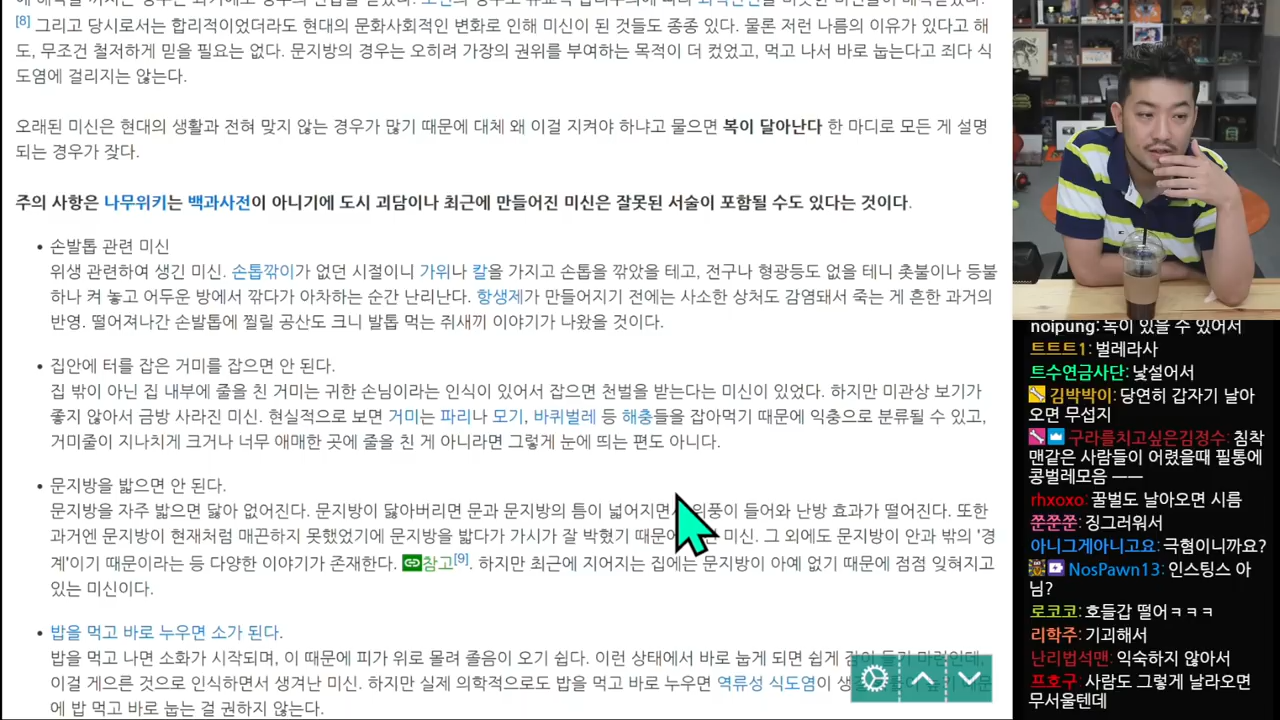 [8] 그리고 당시로서는 합리적이었더라도 현대의 문화사회적인 변화로 인해 미신이 된 것들도 종종 있다. 물론 저런 나름의 이유가 있다고 해
도, 무조건 철저하게 믿을 필요는 없다. 문지방의 경우는 오히려 가장의 권위를 부여하는 목적이 더 컸었고, 먹고 나서 바로 눕는다고 죄다 식
도염에 걸리지는 않는다.
오래된 미신은 현대의 생활과 전혀 맞지 않는 경우가 많기 때문에 대체 왜 이걸 지켜야 하냐고 물으면 복이 달아난다 한 마디로 모든 게 설명
되는 경우가 잦다.
주의 사항은 나무위키는 백과사전이 아니기에 도시 괴담이나 최근에 만들어진 미신은 잘못된 서술이 포함될 수도 있다는 것이다.
• 손발톱 관련 미신
위생 관련하여 생긴 미신. 손톱깎이가 없던 시절이니 가위나 칼을 가지고 손톱을 깎았을 테고, 전구나 형광등도 없을 테니 촛불이나 등불
하나 켜 놓고 어두운 방에서 깎다가 아차하는 순간 난리난다. 항생제가 만들어지기 전에는 사소한 상처도 감염돼서 죽는 게 흔한 과거의
반영. 떨어져나간 손발톱에 찔릴 공산도 크니 발톱 먹는 쥐새끼 이야기가 나왔을 것이다.
• 집안에 터를 잡은 거미를 잡으면 안 된다.
집 밖이 아닌 집 내부에 줄을 친 거미는 귀한 손님이라는 인식이 있어서 잡으면 천벌을 받는다는 미신이 있었다. 하지만 미관상 보기가
좋지 않아서 금방 사라진 미신. 현실적으로 보면 거미는 파리나 모기, 바퀴벌레 등 해충들을 잡아먹기 때문에 익충으로 분류될 수 있고,
거미줄이 지나치게 크거나 너무 애매한 곳에 줄을 친 게 아니라면 그렇게 눈에 띄는 편도 아니다.
• 문지방을 밟으면 안 된다.
문지방을 자주 밟으면 닳아 없어진다. 문지방이 닳아버리면 문과 문지방의 틈이 넓어지면 외풍이 들어와 난방 효과가 떨어진다. 또한
과거엔 문지방이 현재처럼 매끈하지 못했었기에 문지방을 밟다가 가시가 잘 박혔기 때문에 미신. 그 외에도 문지방이 안과 밖의 '경
계'이기 때문이라는 등 다양한 이야기가 존재한다. 참고[9]. 하지만 최근에 지어지는 집에는 문지방이 아예 없기 때문에 점점 잊혀지고
있는 미신이다.
• 밥을 먹고 바로 누우면 소가 된다.
밥을 먹고 나면 소화가 시작되며, 이 때문에 피가 위로 몰려 졸음이 오기 쉽다. 이런 상태에서 바로 눕게 되면 쉽게 잠이 들기 마련인데,
이걸 게으른 것으로 인식하면서 생겨난 미신. 하지만 실제 의학적으로도 밥을 먹고 바로 누우면 역류성 식도염이 때문
에 밥 먹고 바로 눕는 걸 권하지 않는다.
noipung: 독이 있을 수 있어서
트트트1: 벌레라사
트수연금사단: 낯설어서
김박박이: 당연히 갑자기 날아
오면 무섭지
구라를치고싶은김정수: 침착
맨같은 사람들이 어렸을때 필통에
콩벌레모음 ㅡㅡ
rhxoxo: 꿀벌도 날아오면 시름
쭌쭌쭌: 징그러워서
아니그게아니고요: 극혐이니까요?
NosPawn13: 인스팅스 아
님?
로코코: 호들갑 떨어ㅋㅋㅋ
리학주: 기괴해서
난리법석맨: 익숙하지 않아서
프호구: 사람도 그렇게 날라오면
무서울텐데